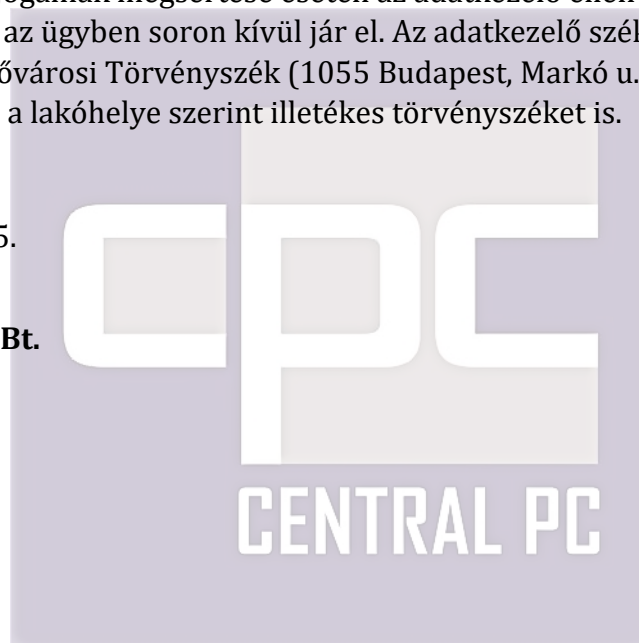 az ügyben soron kívül jár el. Az adatkezelő szék
ővárosi Törvényszék (1055 Budapest, Markó u.
a lakóhelye szerint illetékes törvényszéket is.
5.
Bt.
cpc
CENTRAL PC